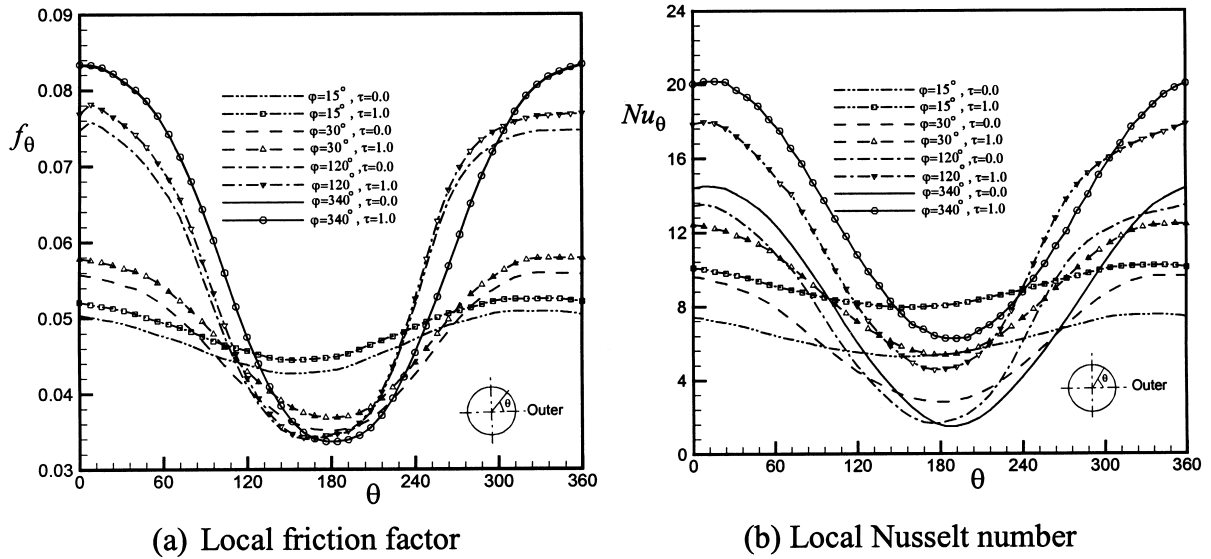 0.09
0.08
0.07
0.06
0.05
0.04
0.03
fθ
φ=15°, τ=0.0
φ=15°, τ=1.0
φ=30°, τ=0.0
φ=30°, τ=1.0
φ=120°, τ=0.0
φ=120°, τ=1.0
φ=340°, τ=0.0
φ=340°, τ=1.0
θ
Outer
0 60 120 180 240 300 360
θ
(a) Local friction factor
24
20
16
12
8
4
0
Nuθ
φ=15°, τ=0.0
φ=15°, τ=1.0
φ=30°, τ=0.0
φ=30°, τ=1.0
φ=120°, τ=0.0
φ=120°, τ=1.0
φ=340°, τ=0.0
φ=340°, τ=1.0
θ
Outer
0 60 120 180 240 300 360
θ
(b) Local Nusselt number